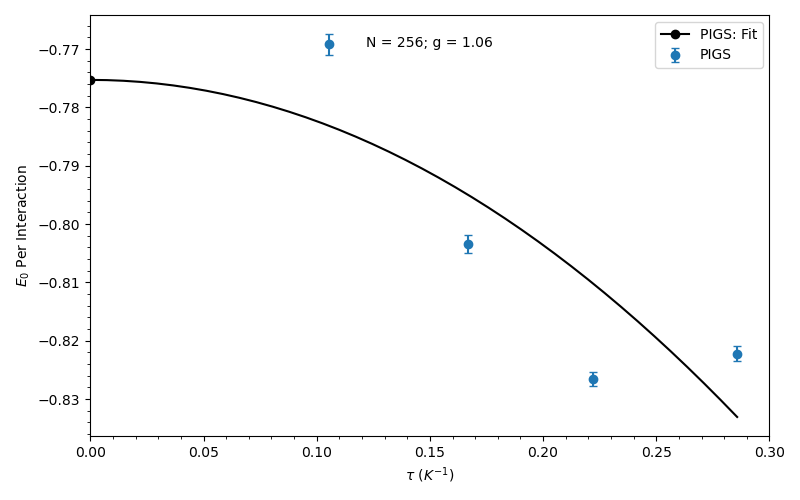 N = 256; g = 1.06
PIGS: Fit
PIGS
E₀ Per Interaction
−0.77
−0.78
−0.79
−0.80
−0.81
−0.82
−0.83
0.00 0.05 0.10 0.15 0.20 0.25 0.30
τ (K⁻¹)